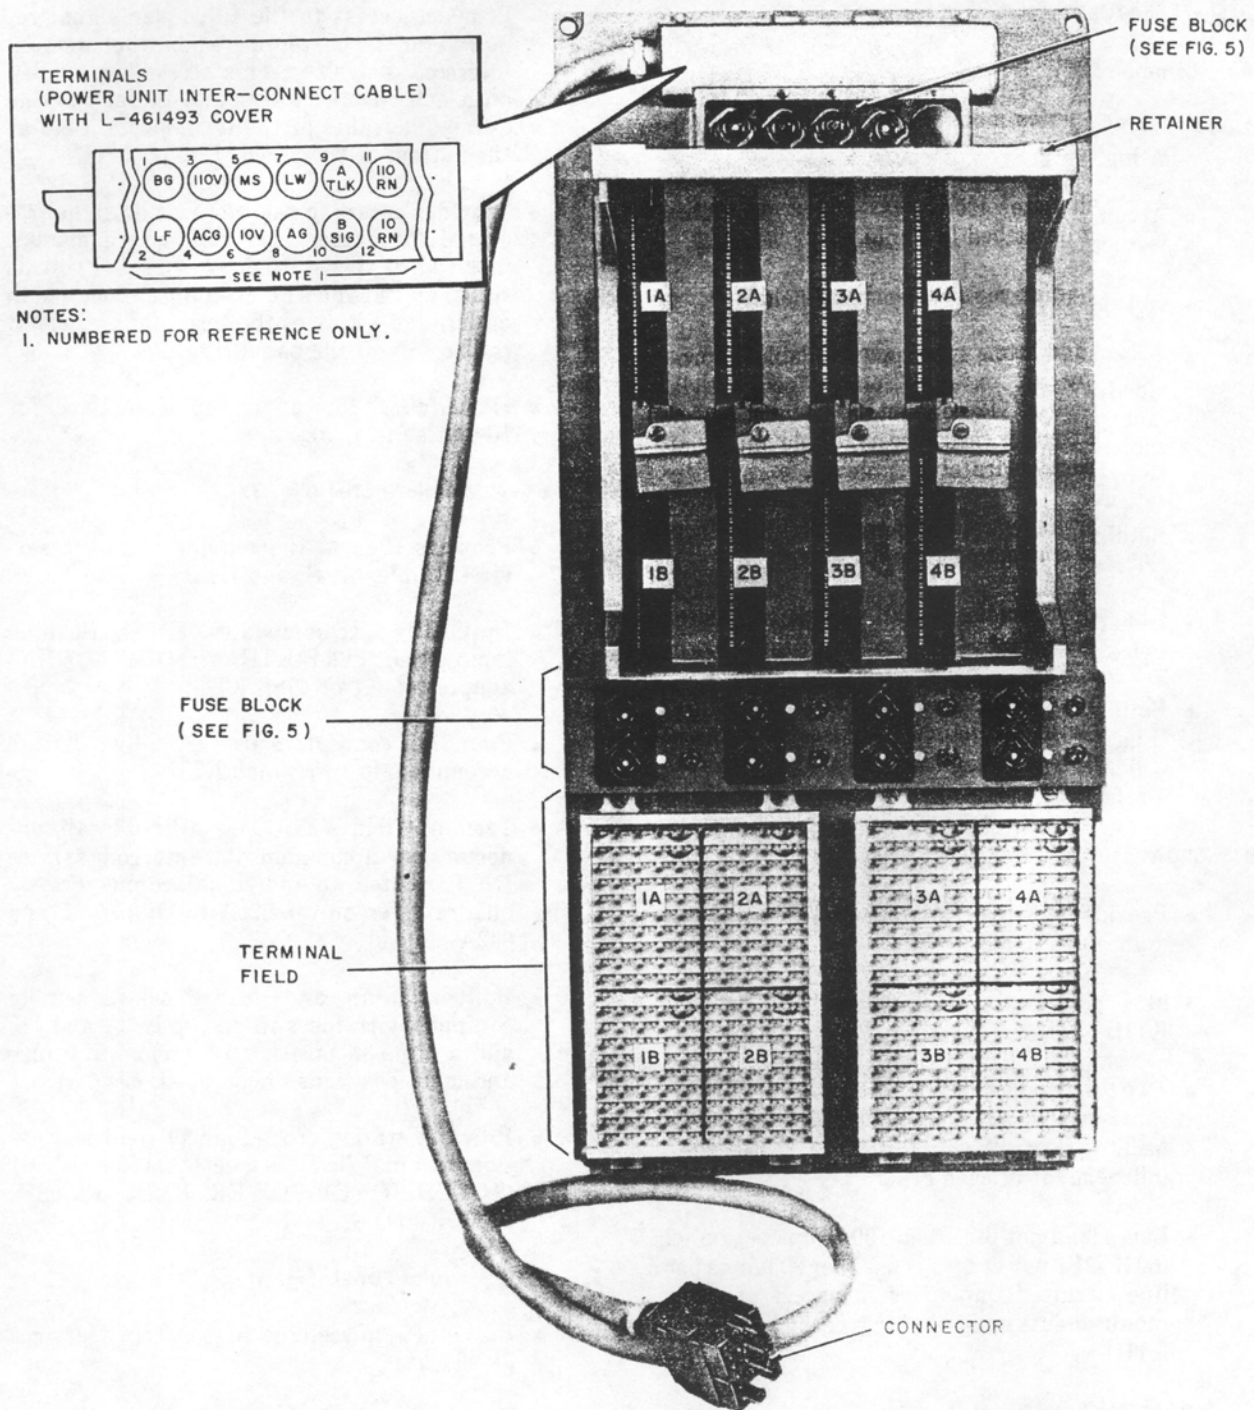 TERMINALS
(POWER UNIT INTER-CONNECT CABLE)
WITH L-461493 COVER
1 3 5 7 9 11
BG 110V MS LW A TLK 110 RN
LF ACG 10V AG B SIG 10 RN
2 4 6 8 10 12
SEE NOTE 1
NOTES:
1. NUMBERED FOR REFERENCE ONLY.
FUSE BLOCK
(SEE FIG. 5)
RETAINER
1A 2A 3A 4A
1B 2B 3B 4B
FUSE BLOCK
(SEE FIG. 5)
TERMINAL
FIELD
1A 2A 3A 4A
1B 2B 3B 4B
CONNECTOR